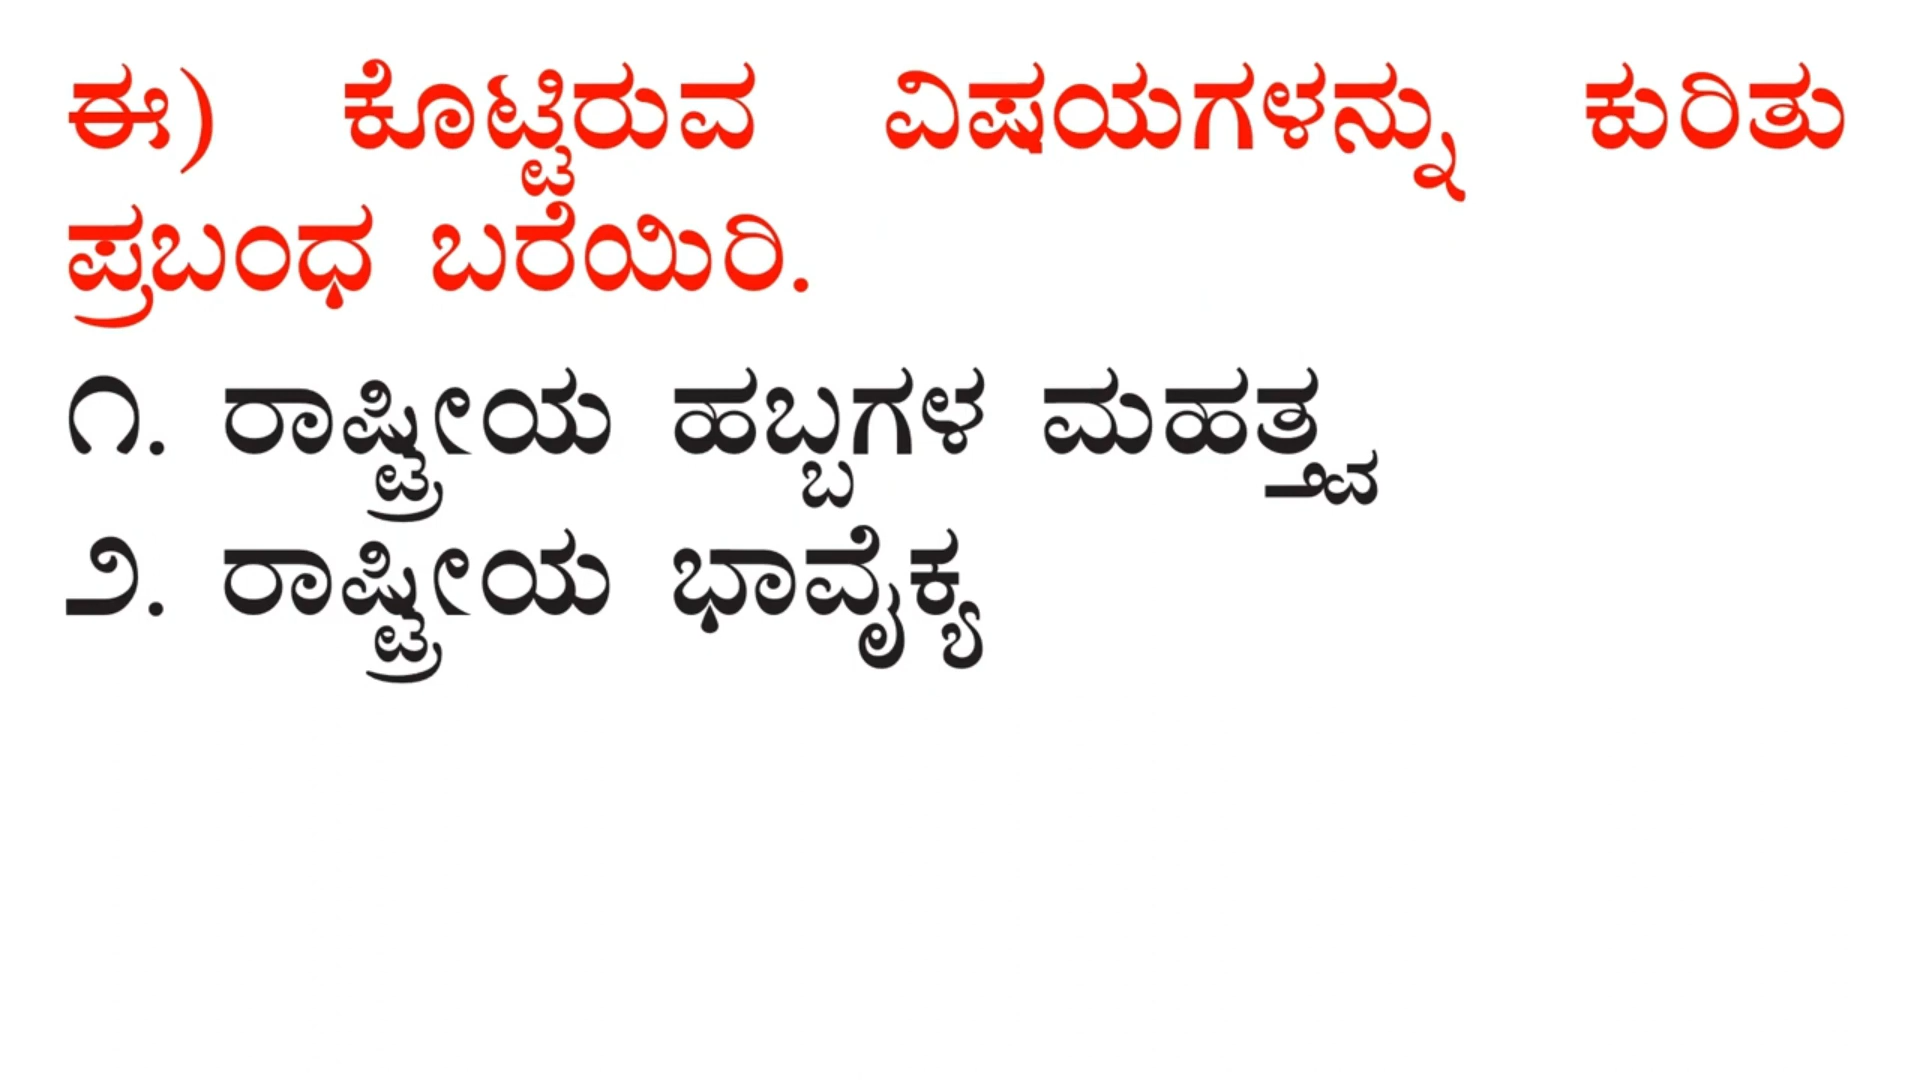 ಈ) ಕೊಟ್ಟಿರುವ ವಿಷಯಗಳನ್ನು ಕುರಿತು
ಪ್ರಬಂಧ ಬರೆಯಿರಿ.
೧. ರಾಷ್ಟ್ರೀಯ ಹಬ್ಬಗಳ ಮಹತ್ತ್ವ
೨. ರಾಷ್ಟ್ರೀಯ ಭಾವೈಕ್ಯ